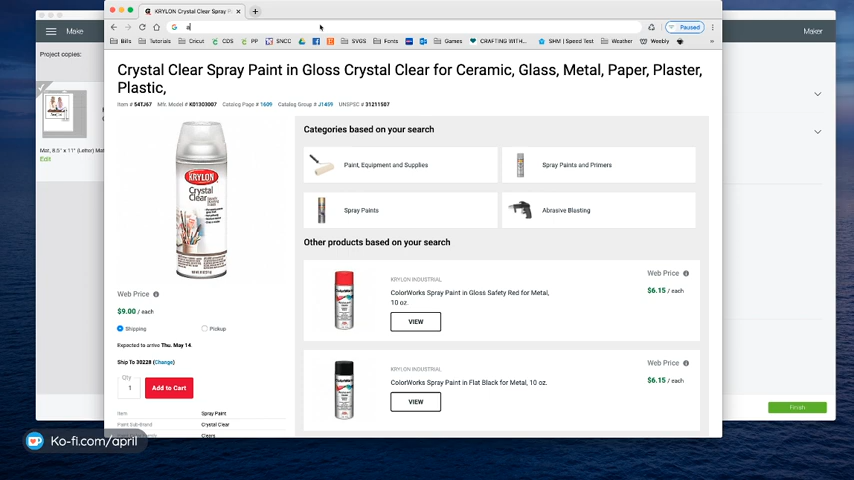 KRYLON Crystal Clear Spray P
Make
Maker
a
Paused
Bills
Tutorials
Cricut
CDS
PP
SNCC
SVGS
Fonts
Games
CRAFTING WITH...
SHM | Speed Test
Weather
Weebly
Project copies:
Mat, 8.5" x 11" (Letter) Mat
Edit
Crystal Clear Spray Paint in Gloss Crystal Clear for Ceramic, Glass, Metal, Paper, Plaster,
Plastic,
Item # 54TJ67 Mfr. Model # K01303007 Catalog Page # 1609 Catalog Group # J1459 UNSPSC # 31211507
KRYLON
Crystal
Clear
Web Price
$9.00 / each
Shipping Pickup
Expected to arrive Thu. May 14.
Ship To 30228 (Change)
Qty
1
Add to Cart
Item Spray Paint
Paint Sub-Brand Crystal Clear
Clears
Categories based on your search
Paint, Equipment and Supplies
Spray Paints and Primers
Spray Paints
Abrasive Blasting
Other products based on your search
KRYLON INDUSTRIAL
ColorWorks Spray Paint in Gloss Safety Red for Metal,
10 oz.
VIEW
Web Price
$6.15 / each
KRYLON INDUSTRIAL
ColorWorks Spray Paint in Flat Black for Metal, 10 oz.
VIEW
Web Price
$6.15 / each
Finish
Ko-fi.com/april